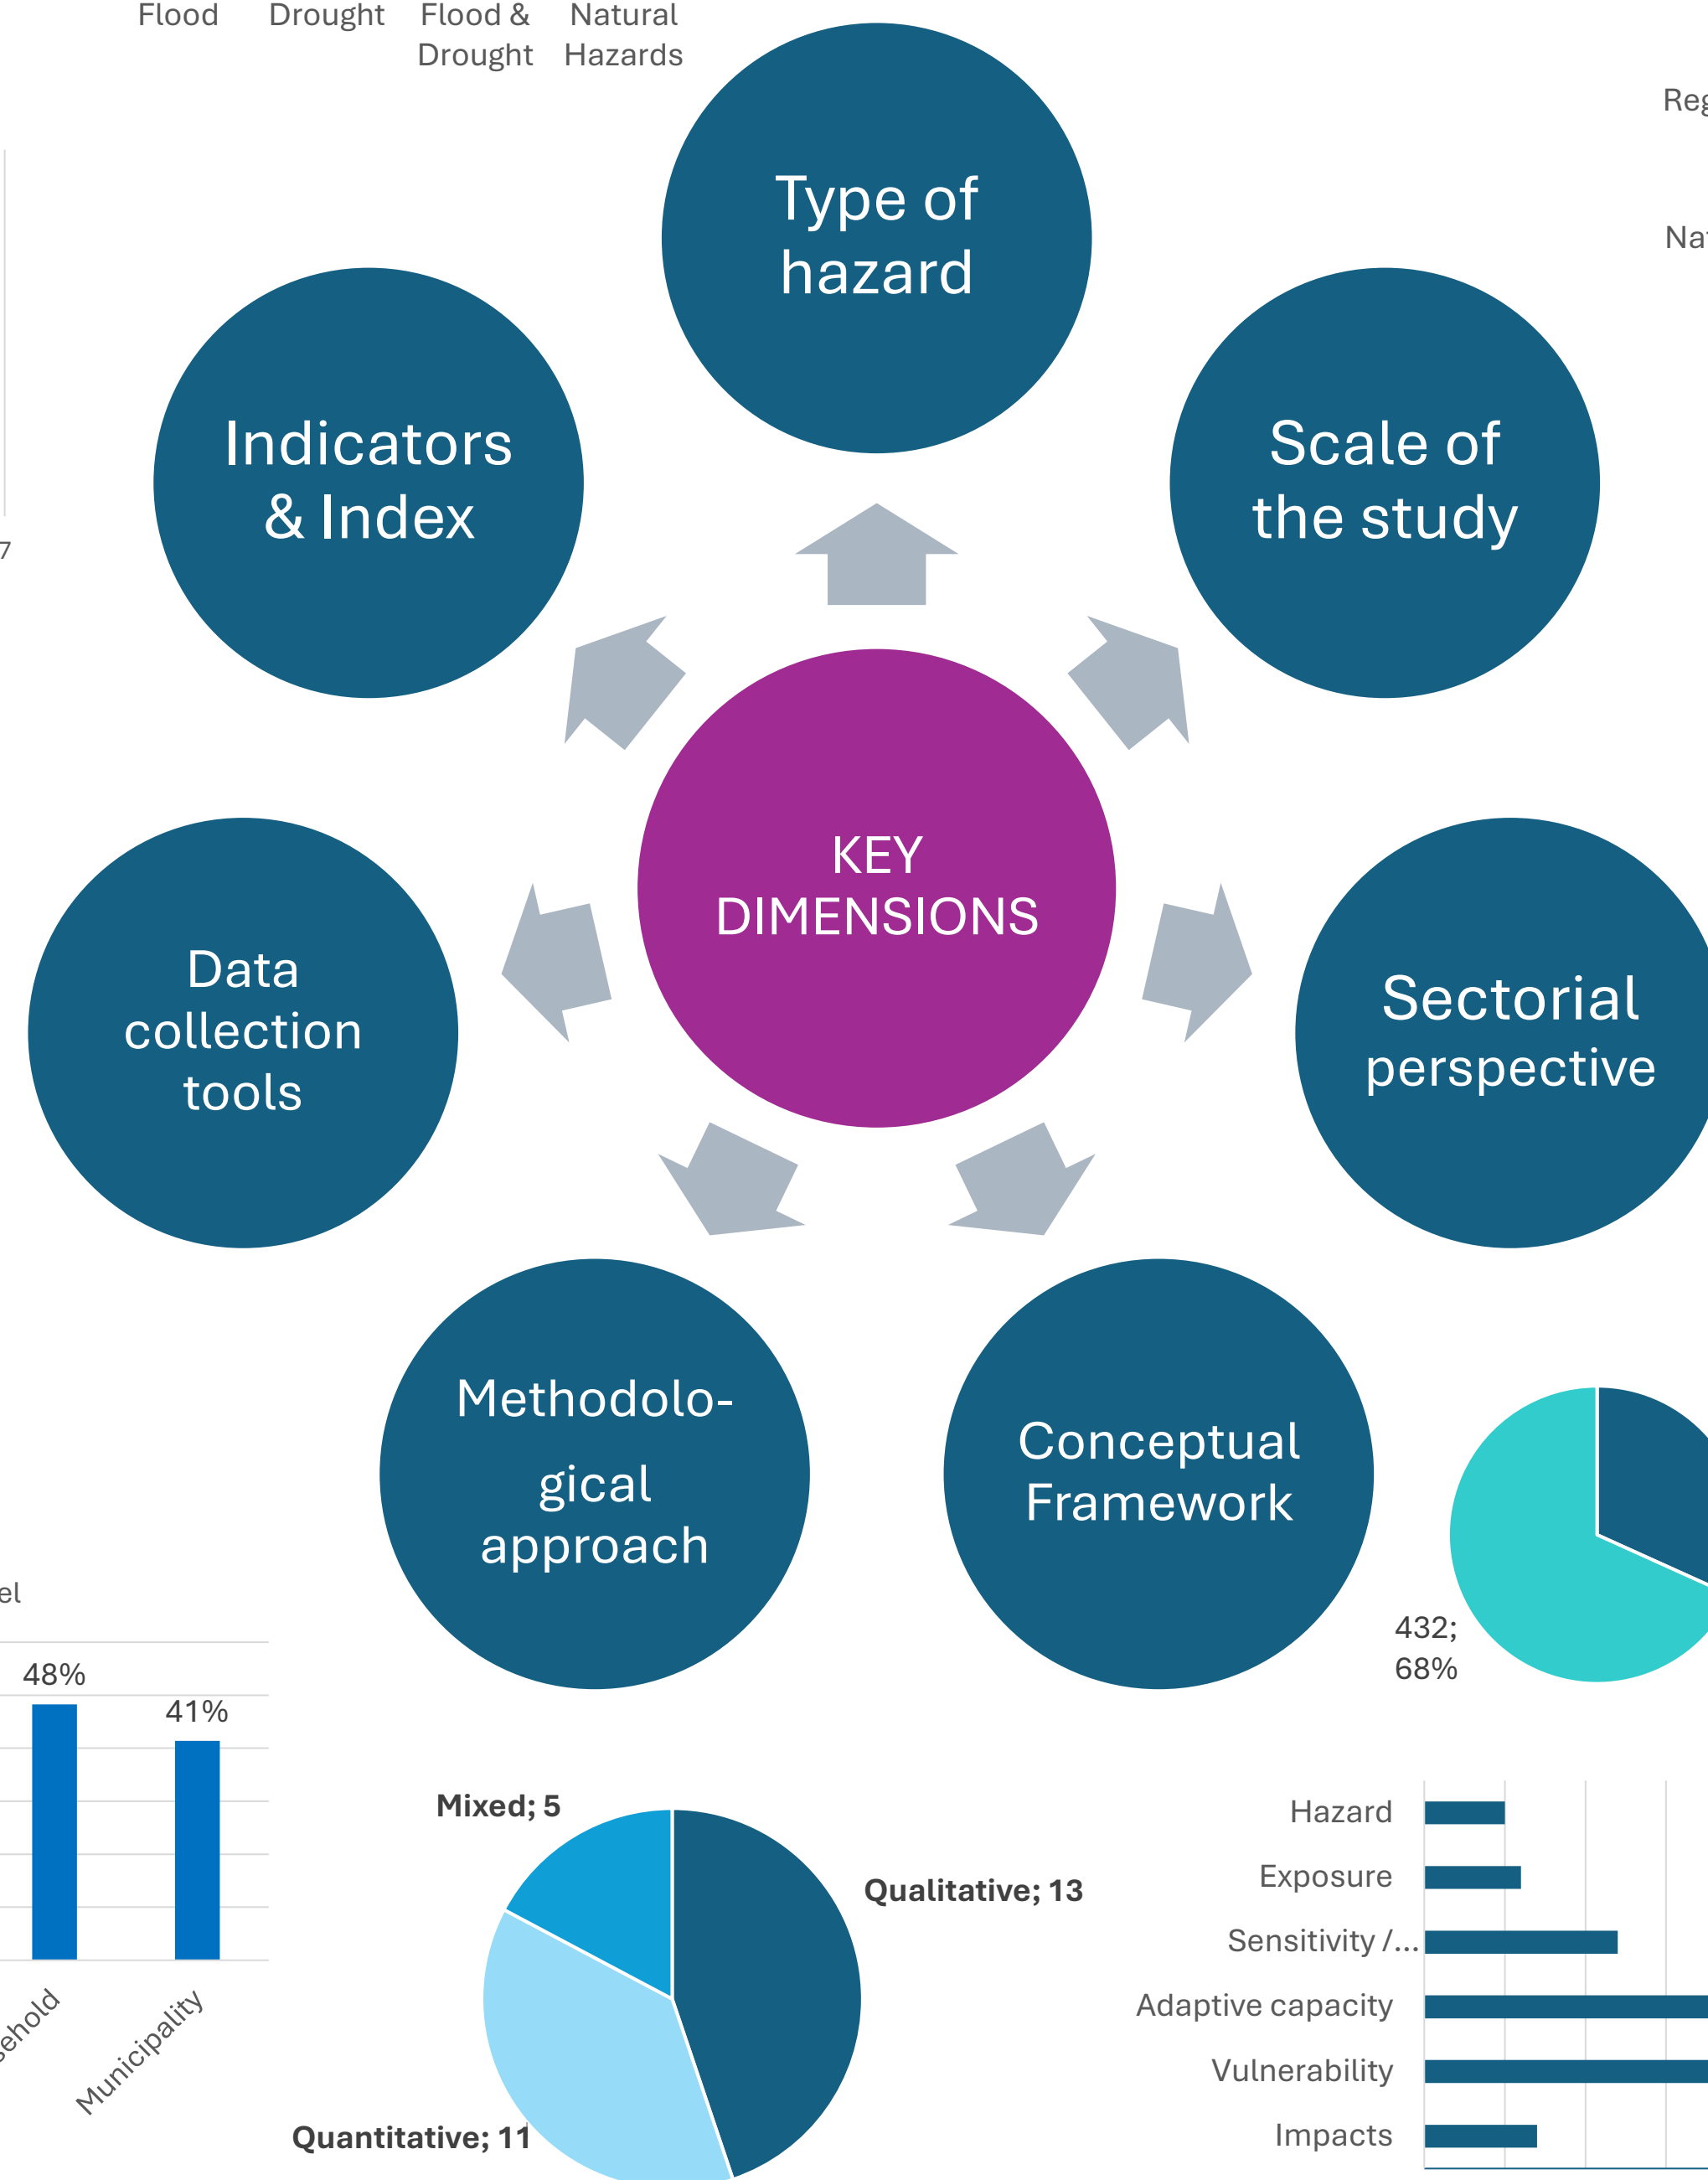 Flood
Drought
Flood &
Drought
Natural
Hazards
Type of
hazard
Indicators
& Index
Scale of
the study
7
KEY
DIMENSIONS
Data
collection
tools
Sectorial
perspective
Methodolo-
gical
approach
Conceptual
Framework
432;
68%
48%
41%
Municipality
Mixed; 5
Qualitative; 13
Quantitative; 11
Hazard
Exposure
Sensitivity /...
Adaptive capacity
Vulnerability
Impacts